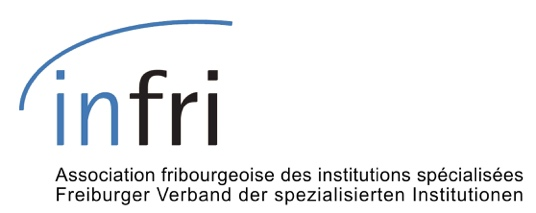 infri
Association fribourgeoise des institutions spécialisées
Freiburger Verband der spezialisierten Institutionen